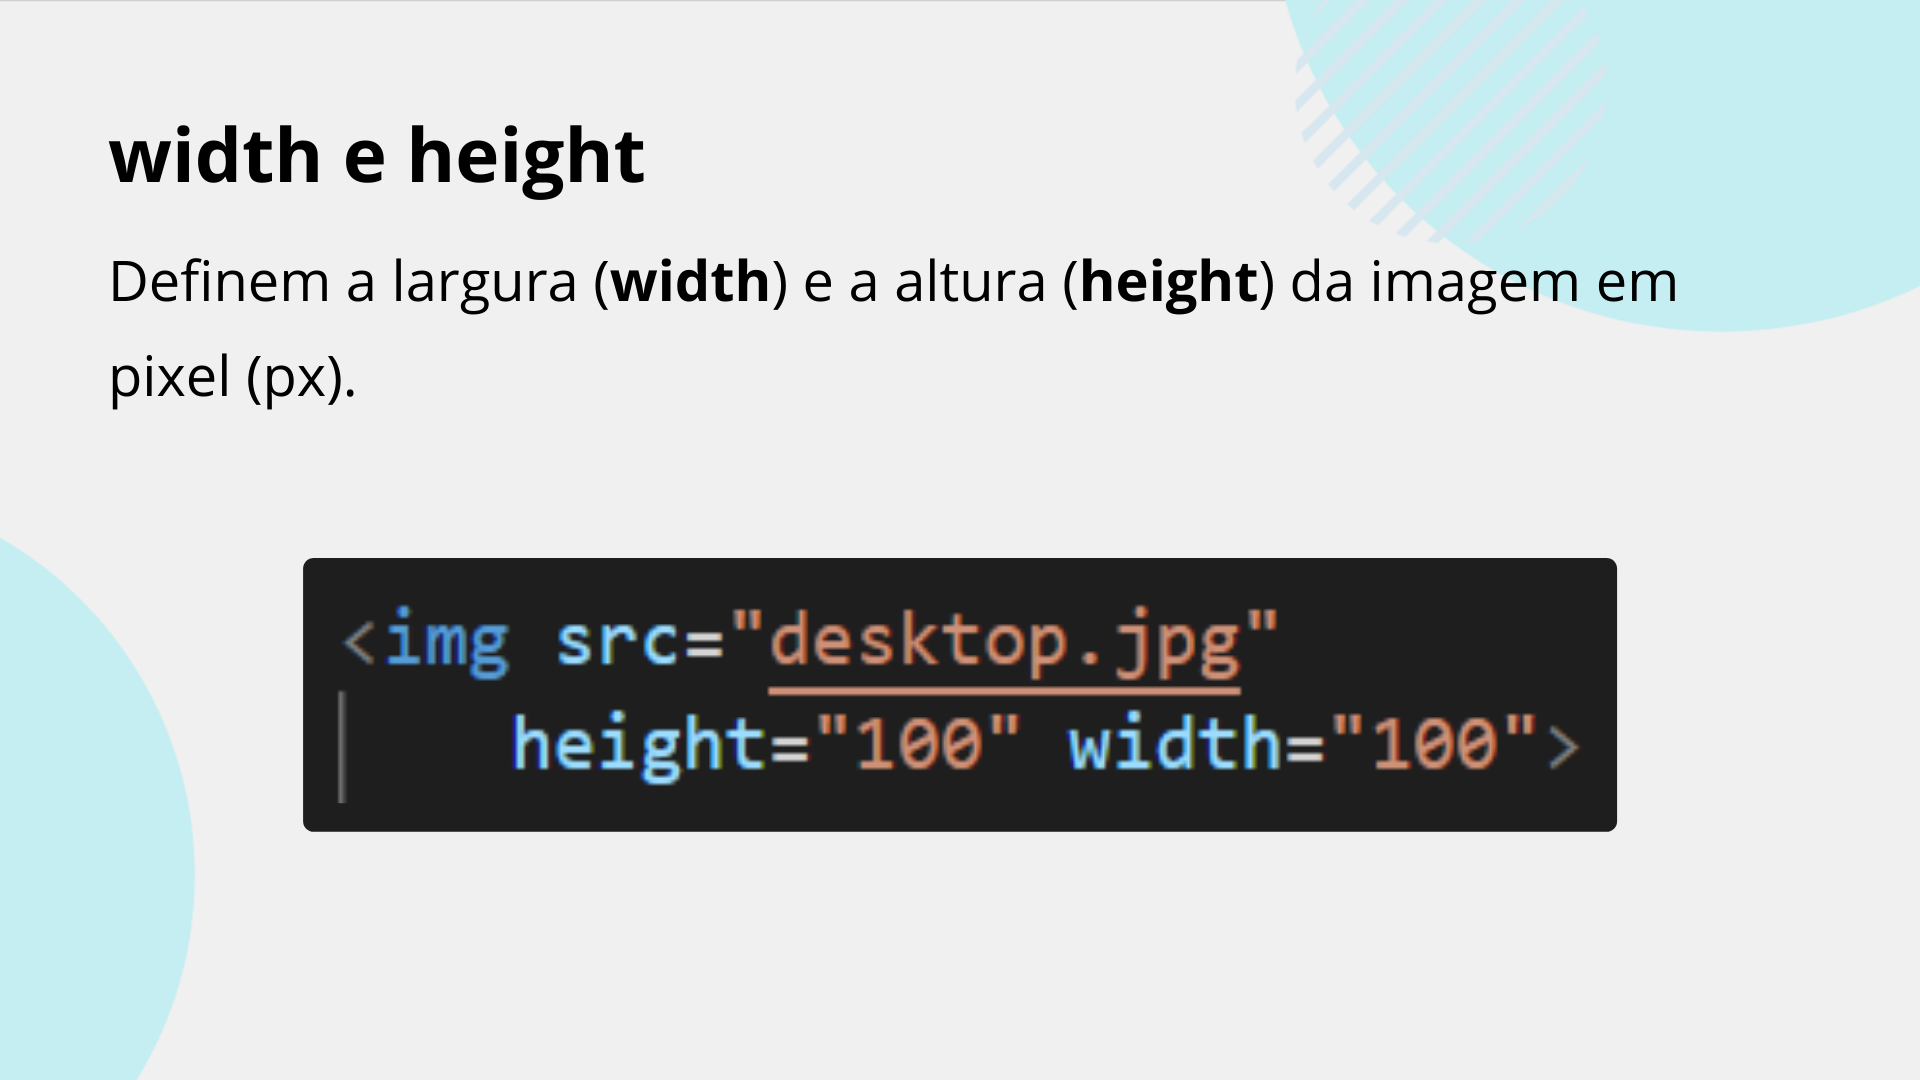 width e height
Definem a largura (width) e a altura (height) da imagem em
pixel (px).
<img src="desktop.jpg"
height="100" width="100">